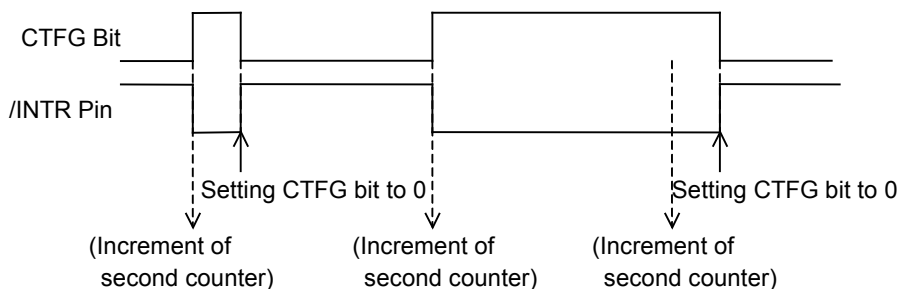 CTFG Bit
/INTR Pin
Setting CTFG bit to 0
Setting CTFG bit to 0
(Increment of
second counter)
(Increment of
second counter)
(Increment of
second counter)